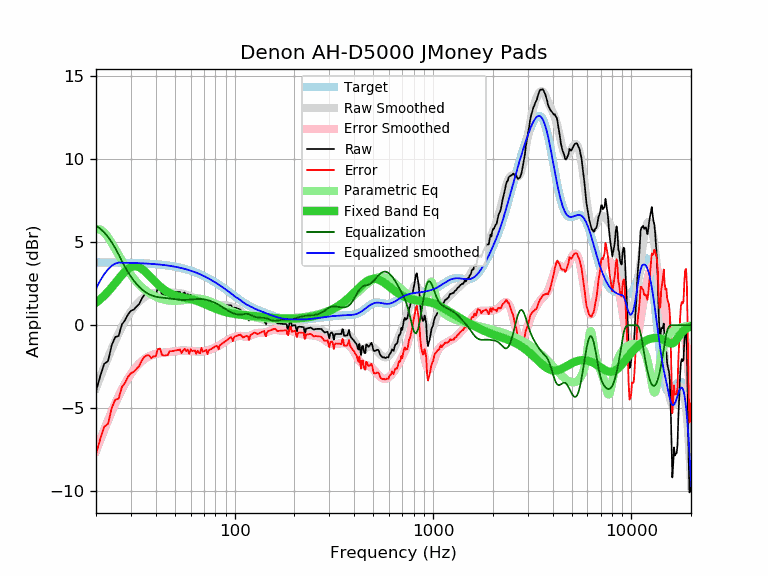 Denon AH-D5000 JMoney Pads
Target
Raw Smoothed
Error Smoothed
Raw
Error
Parametric Eq
Fixed Band Eq
Equalization
Equalized smoothed
15
10
5
0
−5
−10
Amplitude (dBr)
100
1000
10000
Frequency (Hz)